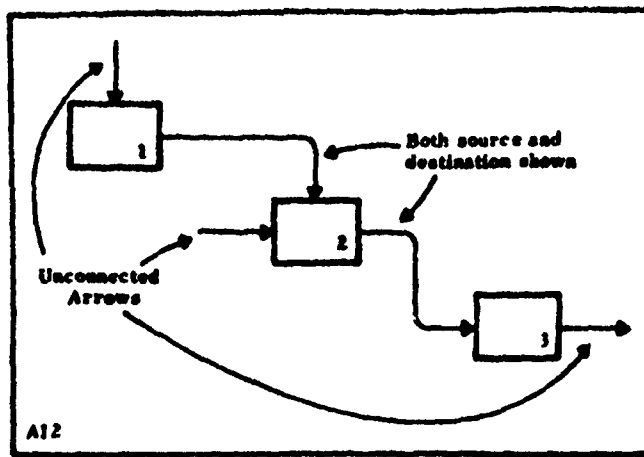 1
Both source and
destination shown
2
Unconnected
Arrows
3
A12